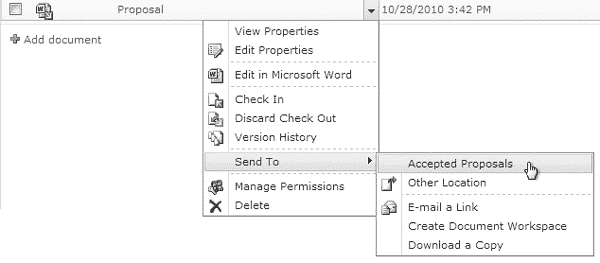 Proposal 10/28/2010 3:42 PM
Add document
View Properties
Edit Properties
Edit in Microsoft Word
Check In
Discard Check Out
Version History
Send To
Manage Permissions
Delete
Accepted Proposals
Other Location
E-mail a Link
Create Document Workspace
Download a Copy